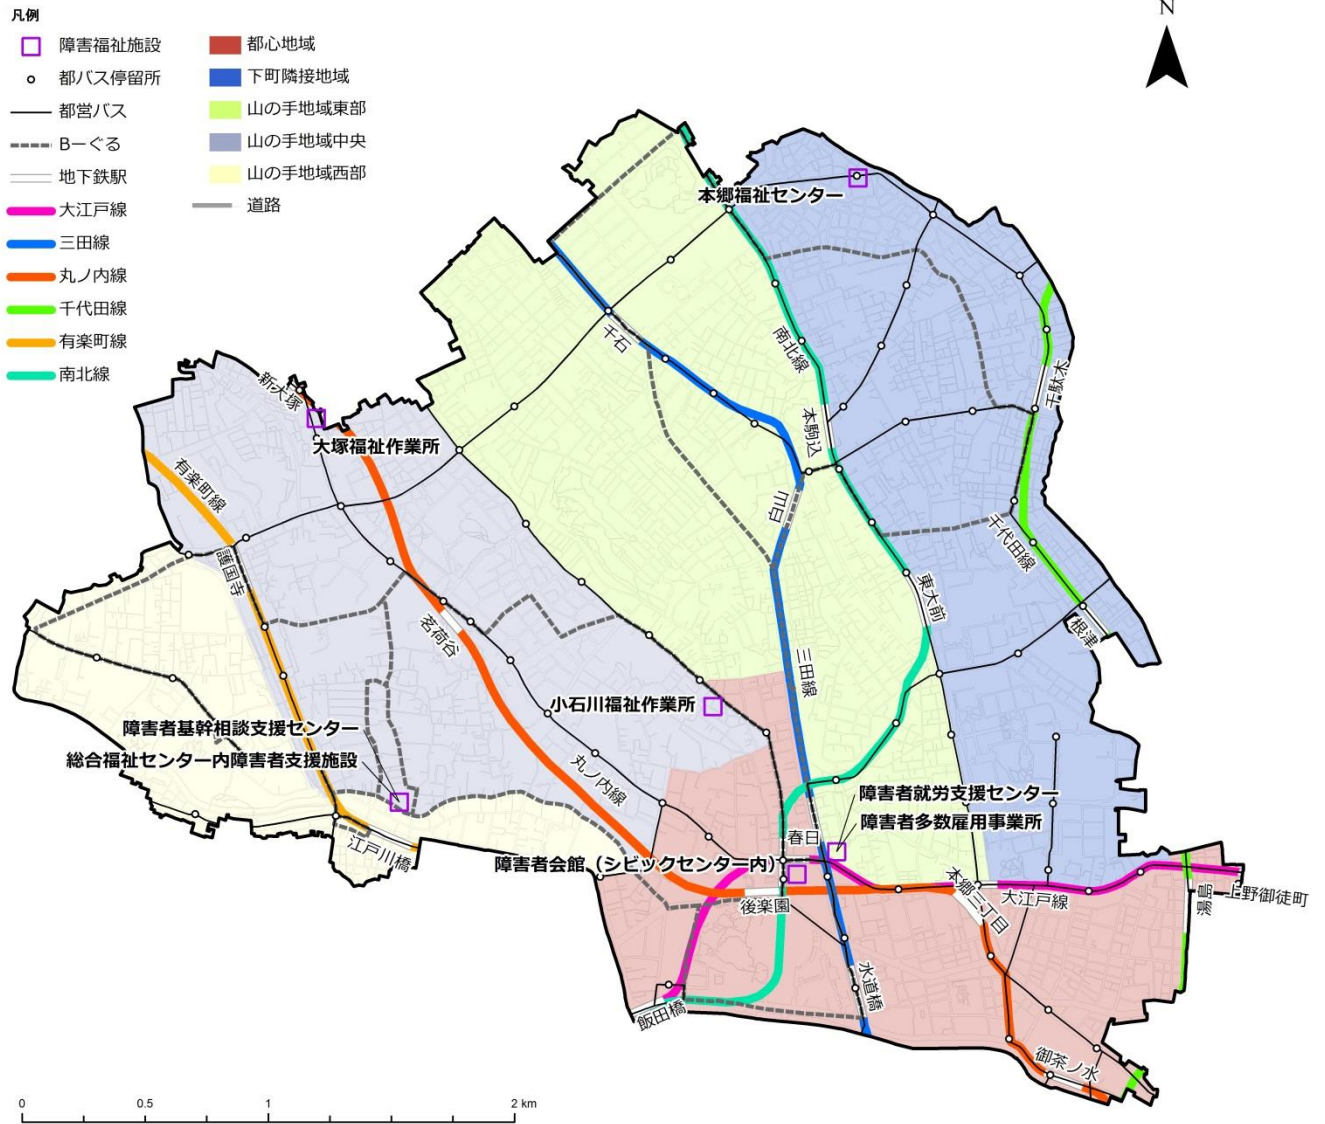 凡例
障害福祉施設
都バス停留所
都営バス
Bーぐる
地下鉄駅
大江戸線
三田線
丸ノ内線
千代田線
有楽町線
南北線
都心地域
下町隣接地域
山の手地域東部
山の手地域中央
山の手地域西部
道路
N
本郷福祉センター
千石
南北線
千駄木
新大塚
大塚福祉作業所
本駒込
有楽町線
白山
護国寺
千代田線
東大前
根津
茗荷谷
三田線
小石川福祉作業所
障害者基幹相談支援センター
総合福祉センター内障害者支援施設
丸ノ内線
障害者就労支援センター
障害者多数雇用事業所
春日
江戸川橋
障害者会館（シビックセンター内）
後楽園
本郷三丁目
大江戸線
湯島
上野御徒町
水道橋
飯田橋
御茶ノ水
0 0.5 1 2 km